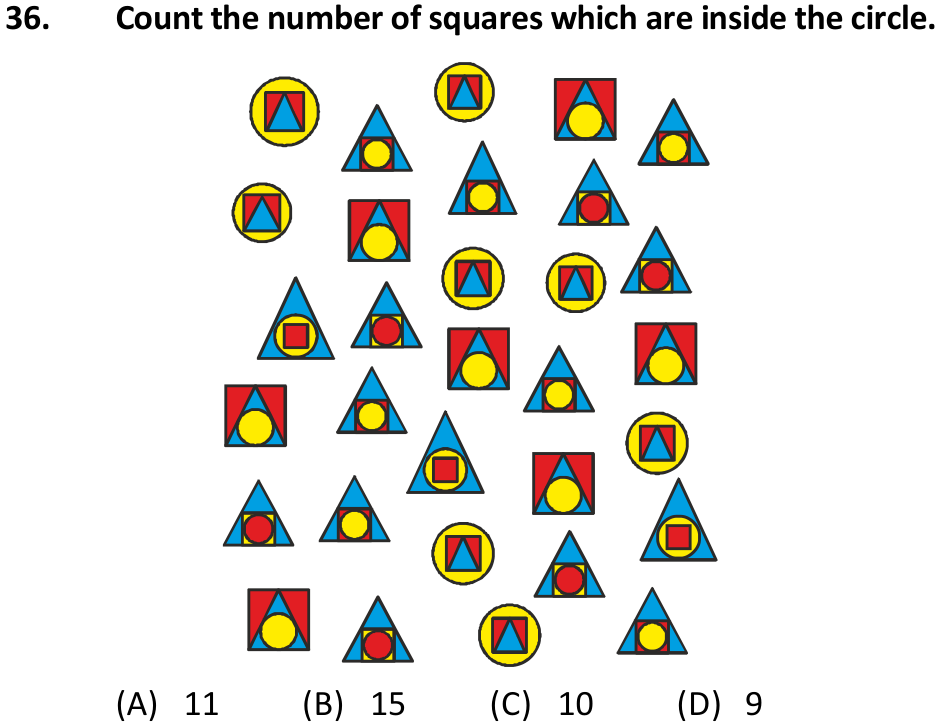 36. Count the number of squares which are inside the circle.
(A) 11 (B) 15 (C) 10 (D) 9